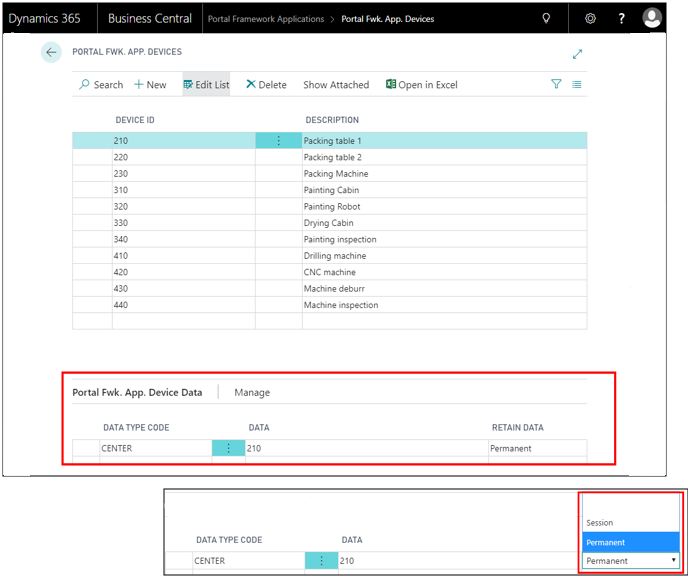 Dynamics 365 Business Central Portal Framework Applications > Portal Fwk. App. Devices ?
PORTAL FWK. APP. DEVICES
Search + New Edit List Delete Show Attached Open in Excel
DEVICE ID DESCRIPTION
210 Packing table 1
220 Packing table 2
230 Packing Machine
310 Painting Cabin
320 Painting Robot
330 Drying Cabin
340 Painting inspection
410 Drilling machine
420 CNC machine
430 Machine deburr
440 Machine inspection
Portal Fwk. App. Device Data Manage
DATA TYPE CODE DATA RETAIN DATA
CENTER 210 Permanent
Session
Permanent
DATA TYPE CODE DATA
CENTER 210 Permanent